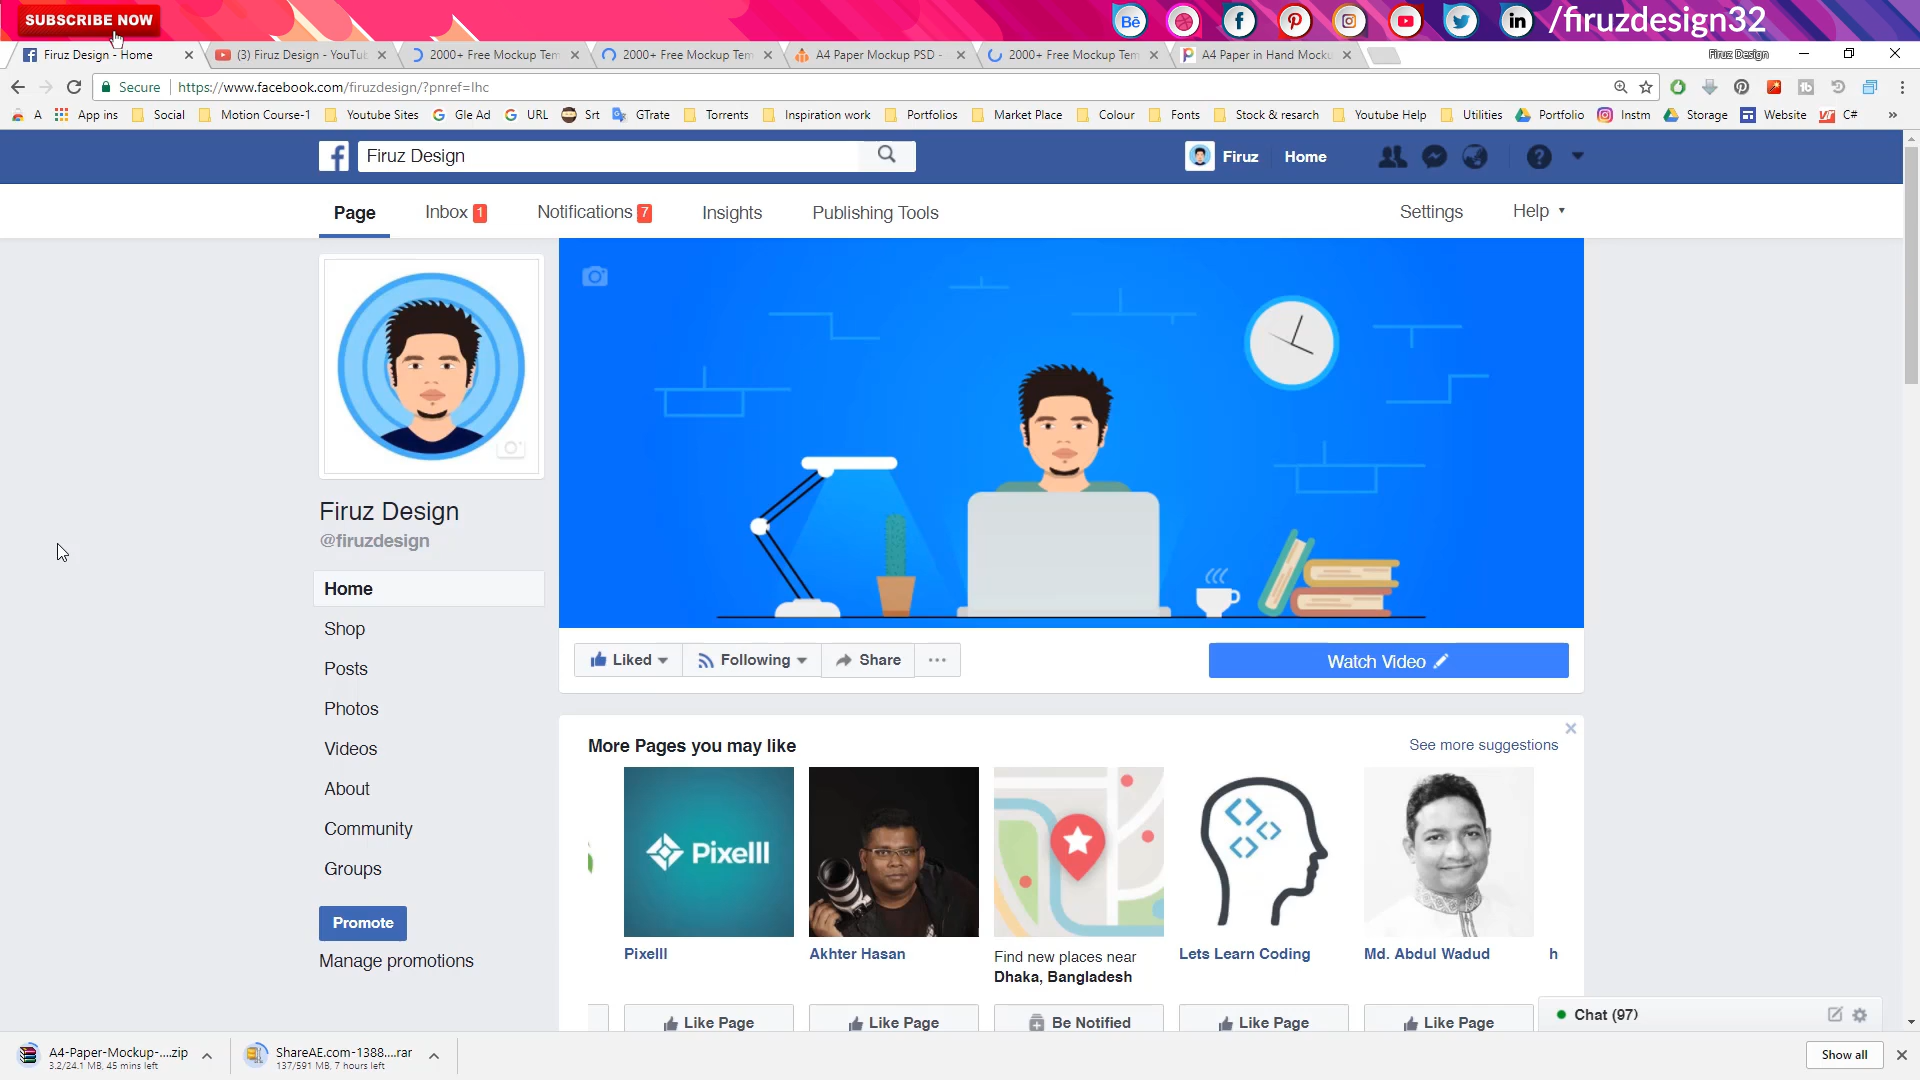 SUBSCRIBE NOW
Bē
/firuzdesign32
Firuz Design - Home
(3) Firuz Design - YouTub
2000+ Free Mockup Tem
2000+ Free Mockup Tem
A4 Paper Mockup PSD -
2000+ Free Mockup Tem
A4 Paper in Hand Mocku
Firuz Design
Secure
https://www.facebook.com/firuzdesign/?pnref=lhc
A
App ins
Social
Motion Course-1
Youtube Sites
Gle Ad
URL
Srt
GTrate
Torrents
Inspiration work
Portfolios
Market Place
Colour
Fonts
Stock & resarch
Youtube Help
Utilities
Portfolio
Instm
Storage
Website
C#
»
Firuz Design
Firuz
Home
Page
Inbox 1
Notifications 7
Insights
Publishing Tools
Settings
Help
Firuz Design
@firuzdesign
Home
Shop
Posts
Photos
Videos
About
Community
Groups
Promote
Manage promotions
Liked
Following
Share
...
Watch Video
More Pages you may like
See more suggestions
Pixelll
Pixelll
Akhter Hasan
Find new places near
Dhaka, Bangladesh
Lets Learn Coding
Md. Abdul Wadud
h
Like Page
Like Page
Be Notified
Like Page
Like Page
Chat (97)
A4-Paper-Mockup-....zip
3.2/24.1 MB, 45 mins left
ShareAE.com-1388....rar
137/591 MB, 7 hours left
Show all